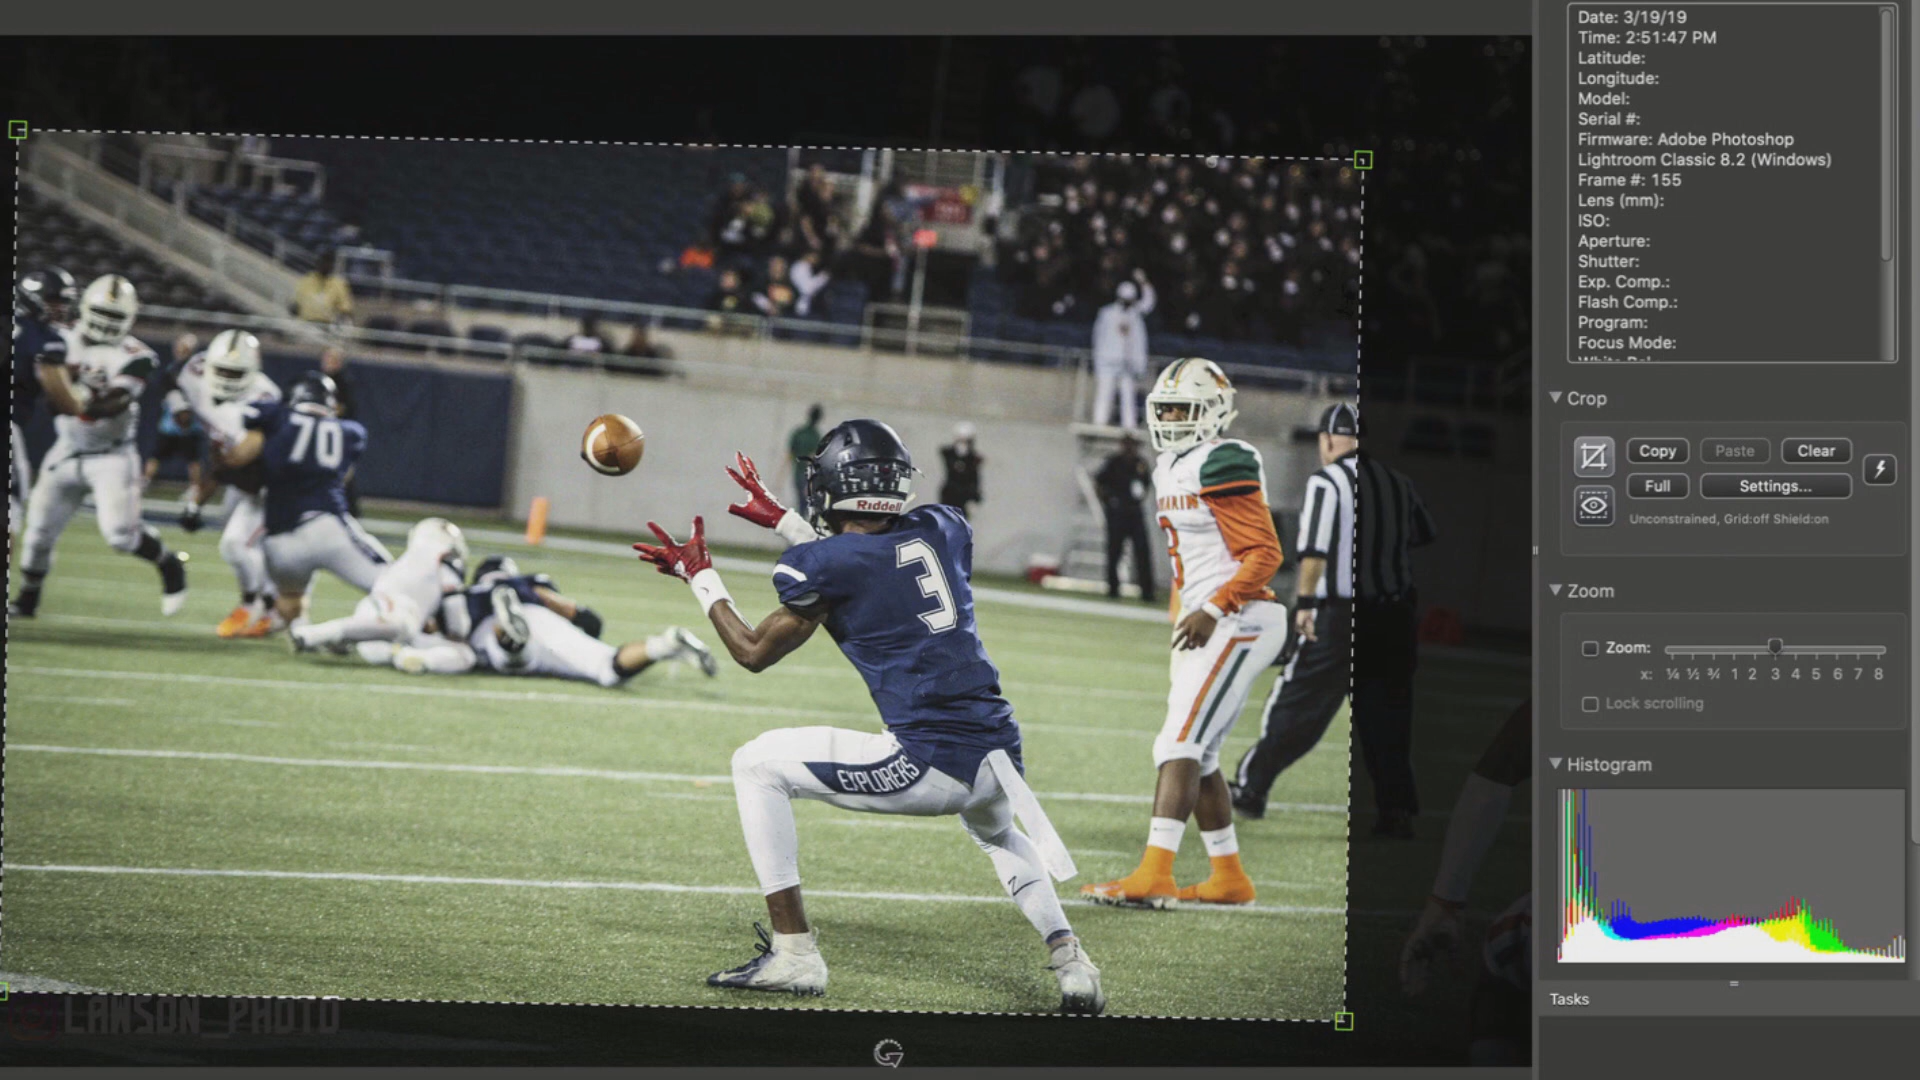 Date: 3/19/19
Time: 2:51:47 PM
Latitude:
Longitude:
Model:
Serial #:
Firmware: Adobe Photoshop
Lightroom Classic 8.2 (Windows)
Frame #: 155
Lens (mm):
ISO:
Aperture:
Shutter:
Exp. Comp.:
Flash Comp.:
Program:
Focus Mode:
Crop
Copy Paste Clear
Full Settings...
Unconstrained, Grid:off Shield:on
Zoom
Zoom:
x: ¼ ½ ¾ 1 2 3 4 5 6 7 8
Lock scrolling
Histogram
Tasks
70
Riddell
3
EXPLORERS
LAWSON_PHOTO